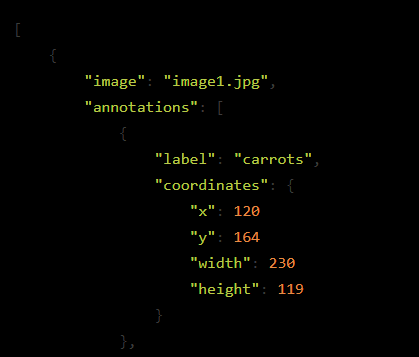 [
{
"image": "image1.jpg",
"annotations": [
{
"label": "carrots",
"coordinates": {
"x": 120
"y": 164
"width": 230
"height": 119
}
},